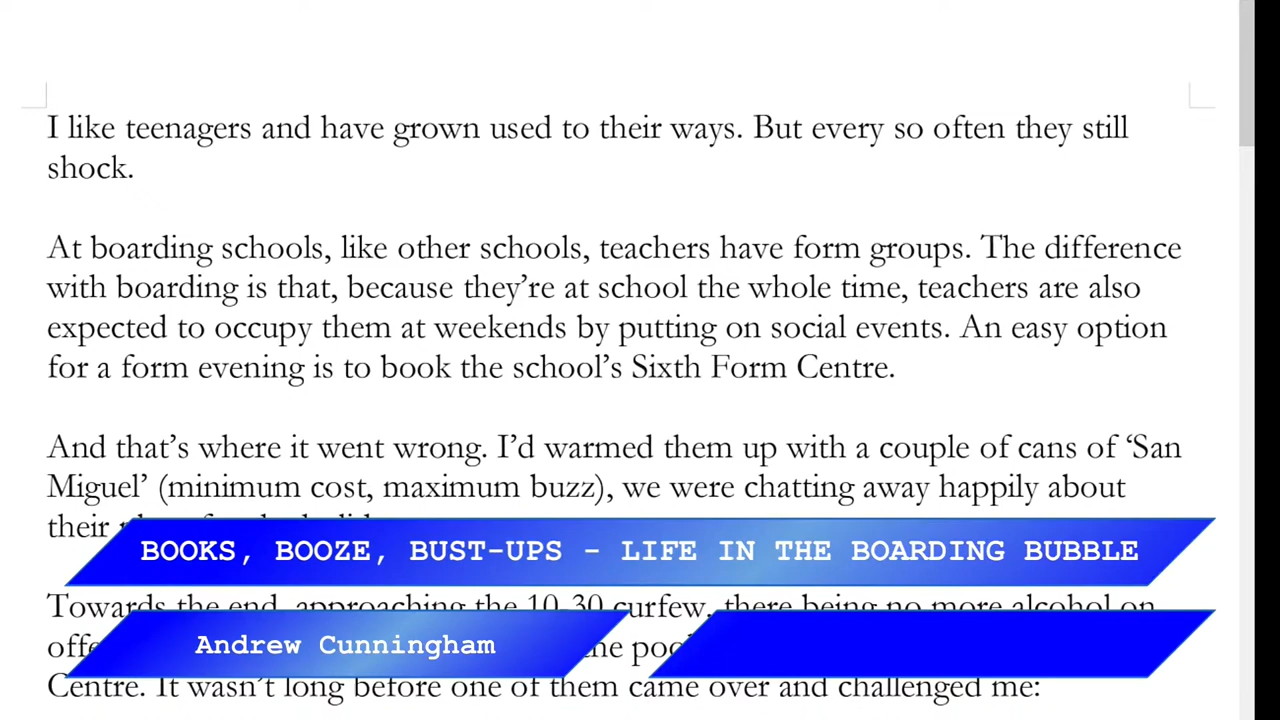 I like teenagers and have grown used to their ways. But every so often they still
shock.
At boarding schools, like other schools, teachers have form groups. The difference
with boarding is that, because they're at school the whole time, teachers are also
expected to occupy them at weekends by putting on social events. An easy option
for a form evening is to book the school's Sixth Form Centre.
And that's where it went wrong. I'd warmed them up with a couple of cans of ‘San
Miguel’ (minimum cost, maximum buzz), we were chatting away happily about
their
BOOKS, BOOZE, BUST-UPS - LIFE IN THE BOARDING BUBBLE
Towards the end, approaching the 10-30 curfew, there being no more alcohol on
Andrew Cunningham
Centre. It wasn't long before one of them came over and challenged me: